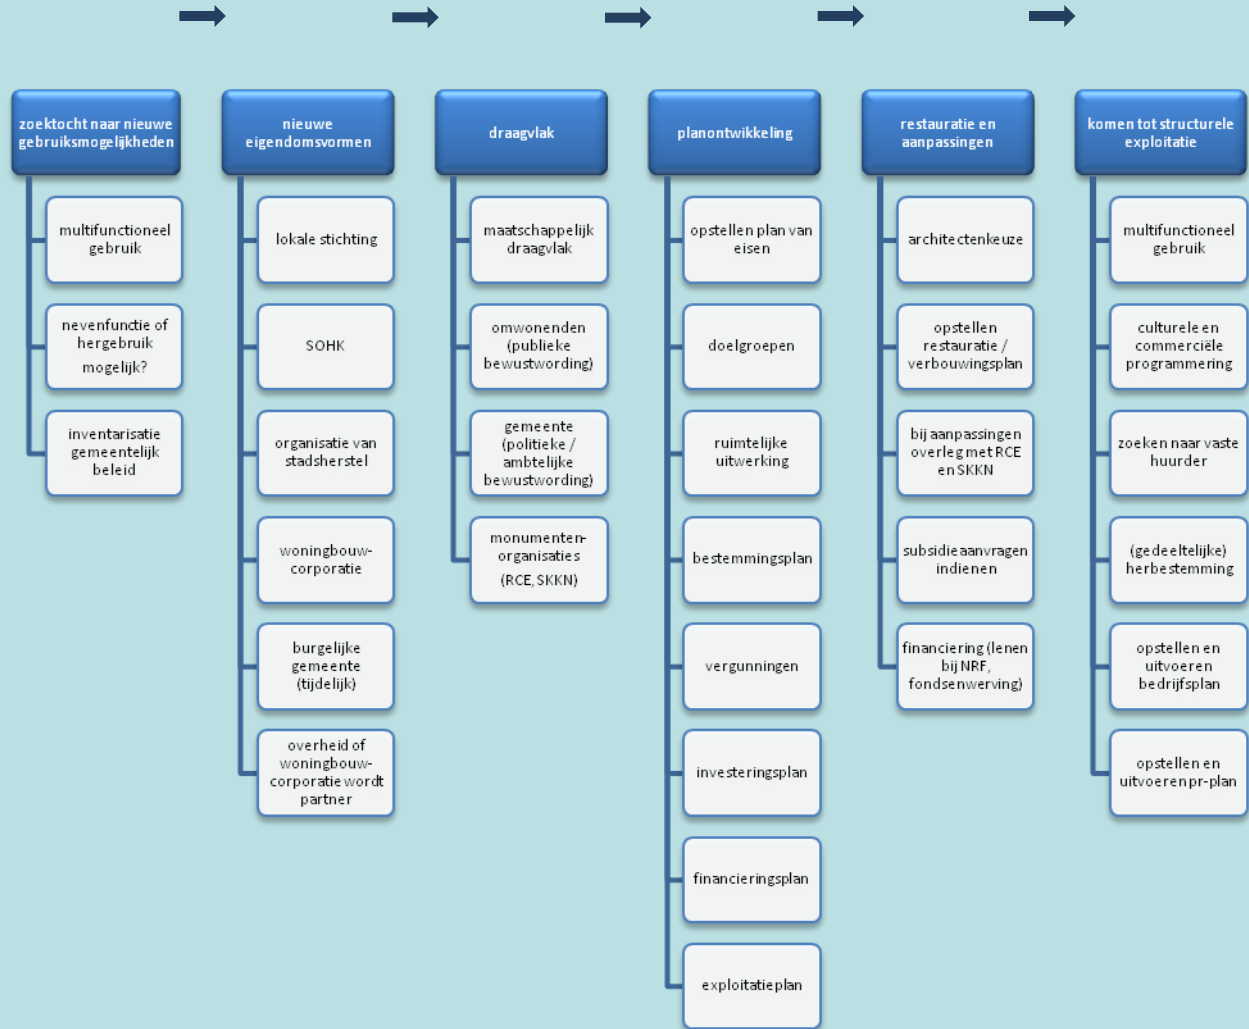 zoektocht naar nieuwe
gebruiksmogelijkheden
multifunctioneel
gebruik
nevenfunctie of
hergebruik
mogelijk?
inventarisatie
gemeentelijk
beleid
nieuwe
eigendomsvormen
lokale stichting
SOHK
organisatie van
stadsherstel
woningbouw-
corporatie
burgelijke
gemeente
(tijdelijk)
overheid of
woningbouw-
corporatie wordt
partner
draagvlak
maatschappelijk
draagvlak
omwonenden
(publieke
bewustwording)
gemeente
(politieke /
ambtelijke
bewustwording)
monumenten-
organisaties
(RCE, SKKN)
planontwikkeling
opstellen plan van
eisen
doelgroepen
ruimtelijke
uitwerking
bestemmingsplan
vergunningen
investeringsplan
financieringsplan
exploitatieplan
restauratie en
aanpassingen
architectenkeuze
opstellen
restauratie /
verbouwingsplan
bij aanpassingen
overleg met RCE
en SKKN
subsidieaanvragen
indienen
financiering (lenen
bij NRF,
fondsenwerving)
komen tot structurele
exploitatie
multifunctioneel
gebruik
culturele en
commerciële
programmering
zoeken naar vaste
huurder
(gedeeltelijke)
herbestemming
opstellen en
uitvoeren
bedrijfsplan
opstellen en
uitvoeren pr-plan